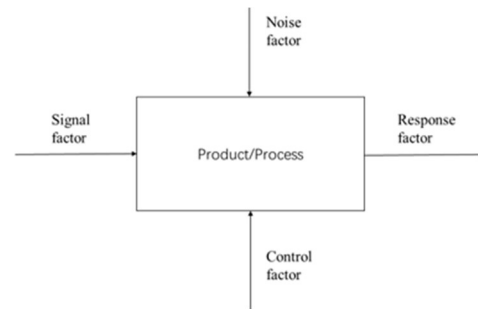 Noise
factor
Signal
factor
Response
factor
Product/Process
Control
factor